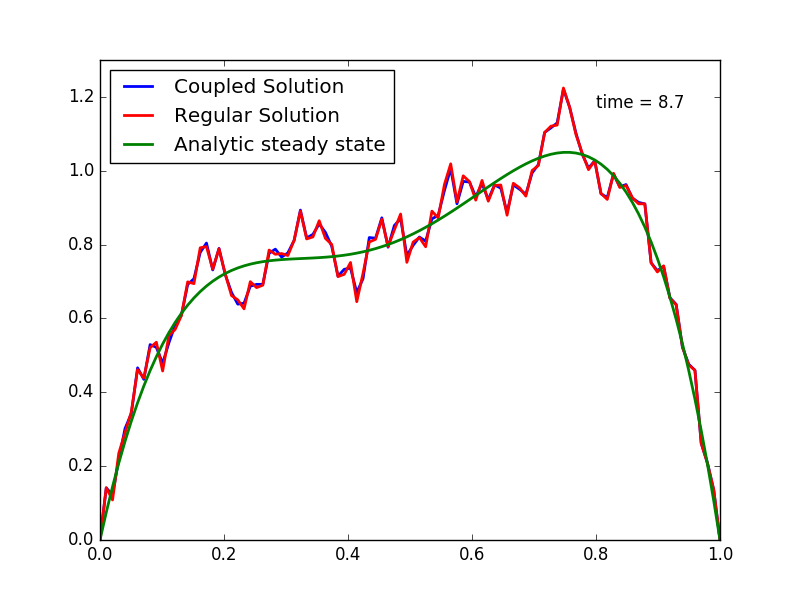 Coupled Solution
Regular Solution
Analytic steady state
time = 8.7
1.2
1.0
0.8
0.6
0.4
0.2
0.0
0.0 0.2 0.4 0.6 0.8 1.0